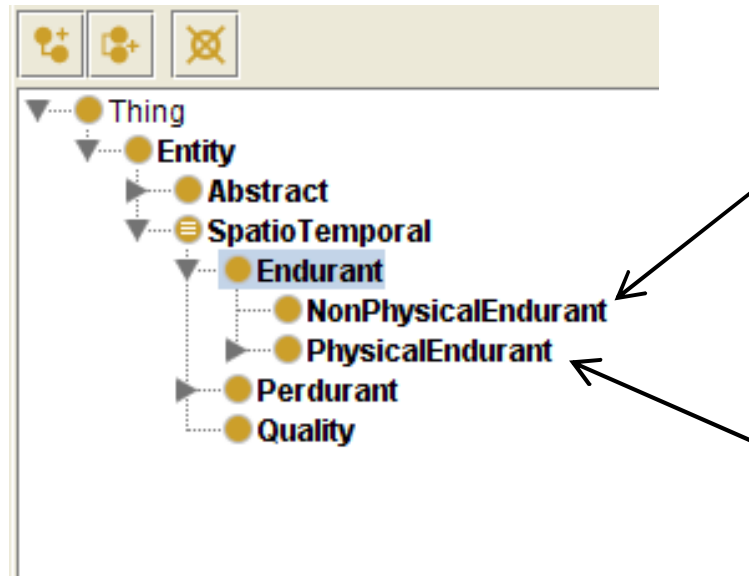 Thing
Entity
Abstract
SpatioTemporal
Endurant
NonPhysicalEndurant
PhysicalEndurant
Perdurant
Quality